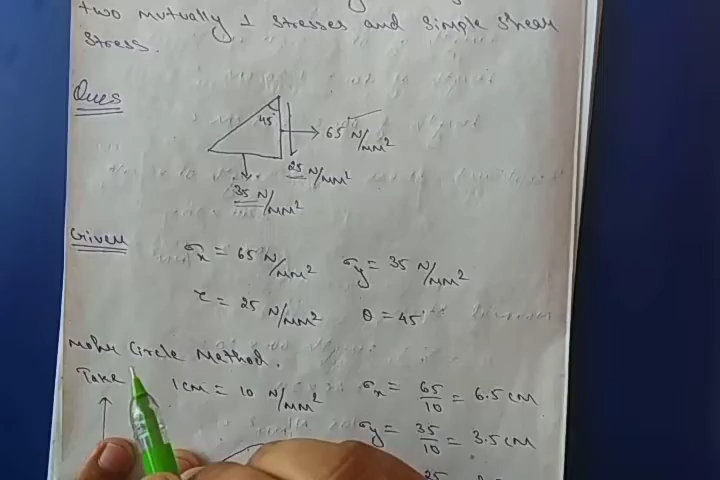 two mutually ⊥ stresses and simple shear
stress.
Ques
45°
65 N/mm²
25 N/mm²
35 N/mm²
Given
σx = 65 N/mm² σy = 35 N/mm²
τ = 25 N/mm² θ = 45°
Mohr Circle Method.
Take 1cm = 10 N/mm² σx = 65/10 = 6.5 cm
σy = 35/10 = 3.5 cm
25